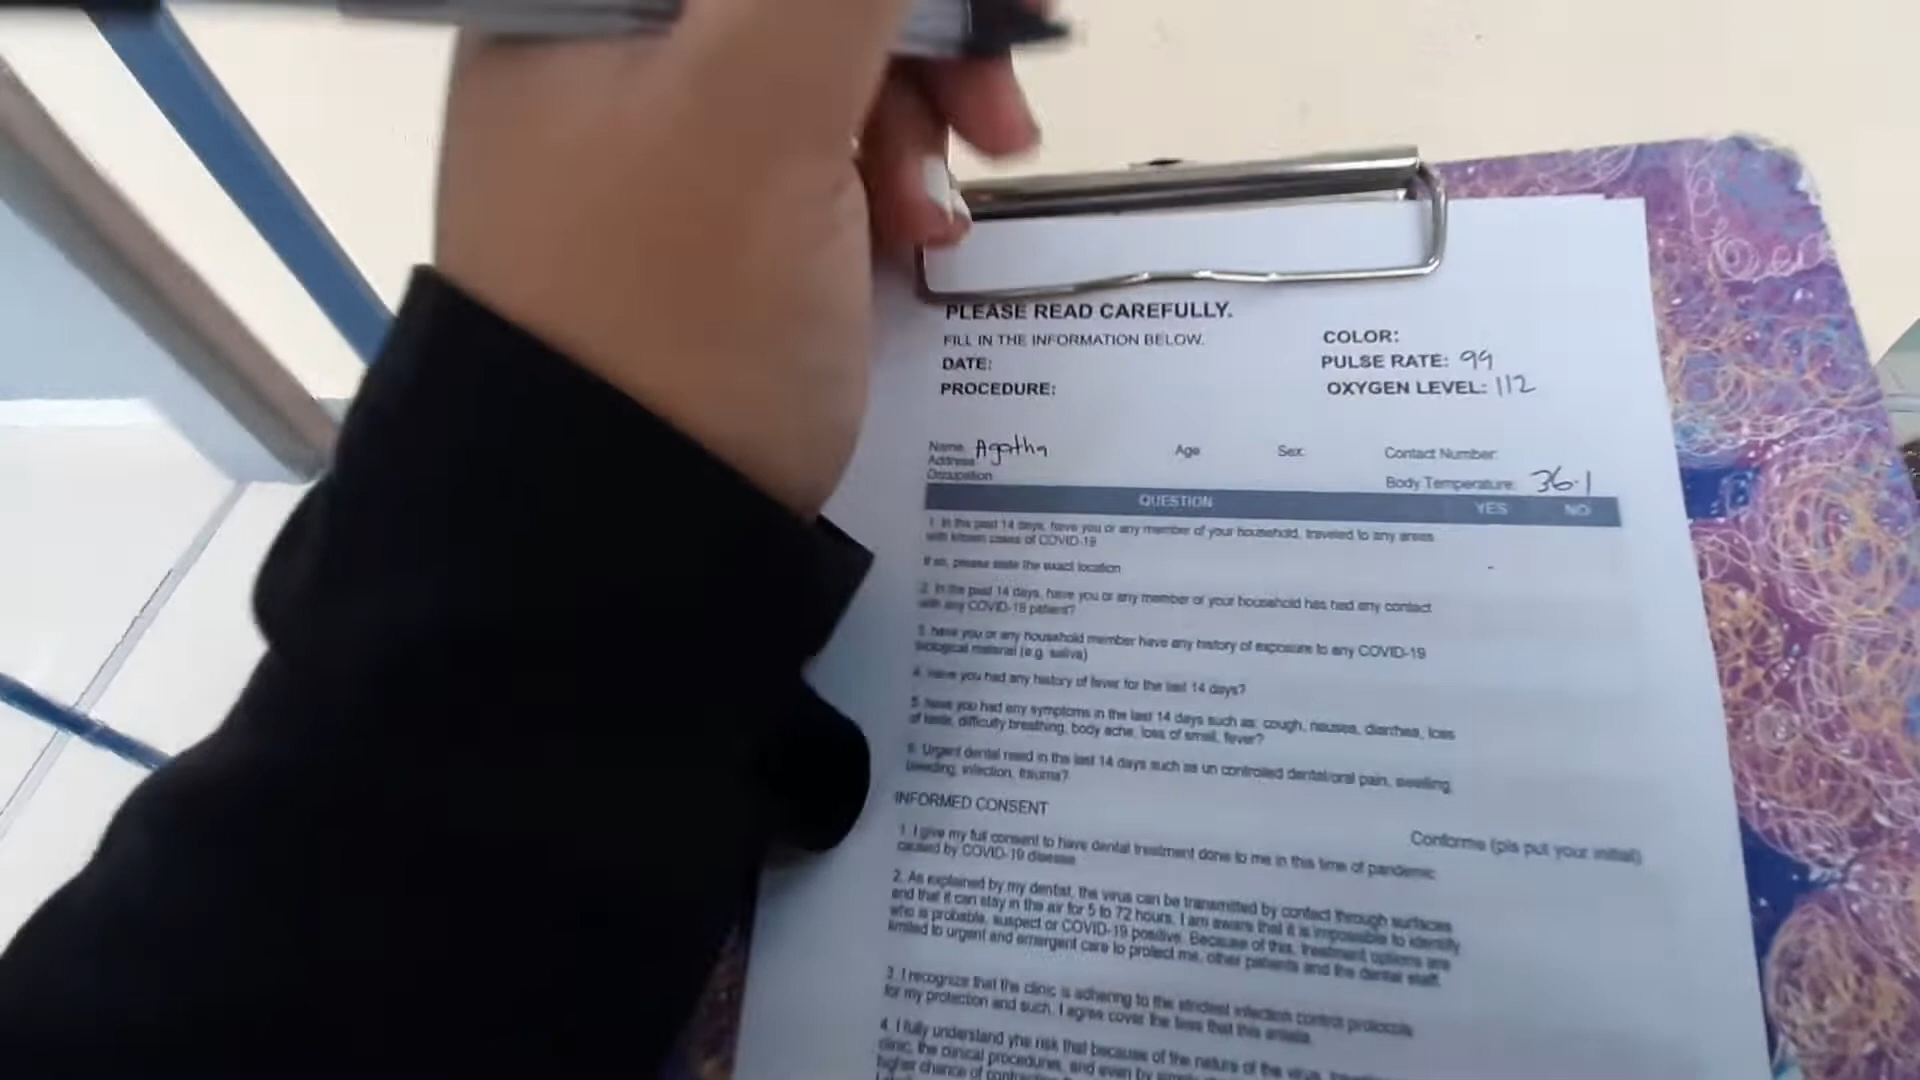 PLEASE READ CAREFULLY.
FILL IN THE INFORMATION BELOW.
COLOR:
DATE:
PULSE RATE: 99
PROCEDURE:
OXYGEN LEVEL: 112
Name: Agatha
Age
Sex:
Contact Number:
Address
Occupation
Body Temperature: 36.1
QUESTION YES NO
1. In the past 14 days, have you or any member of your household, traveled to any areas
with known cases of COVID-19
If so, please state the exact location
2. In the past 14 days, have you or any member of your household has had any contact
with any COVID-19 patient?
3. have you or any household member have any history of exposure to any COVID-19
biological material (e.g. saliva)
4. Have you had any history of fever for the last 14 days?
5. have you had any symptoms in the last 14 days such as: cough, nausea, diarrhea, loss
of taste, difficulty breathing, body ache, loss of smell, fever?
6. Urgent dental need in the last 14 days such as un controlled dental/oral pain, swelling,
bleeding, infection, trauma?
INFORMED CONSENT
Conforme (pls put your initial)
1. I give my full consent to have dental treatment done to me in this time of pandemic
caused by COVID-19 disease
2. As explained by my dentist, the virus can be transmitted by contact through surfaces
and that it can stay in the air for 5 to 72 hours. I am aware that it is impossible to identify
who is probable, suspect or COVID-19 positive. Because of this, treatment options are
limited to urgent and emergent care to protect me, other patients and the dental staff.
3. I recognize that the clinic is adhering to the strictest infection control protocols
for my protection and such, I agree cover the fees that this entails.
4. I fully understand yhe risk that because of the nature of the virus,
clinic, the clinical procedures, and even by simply
higher chance of